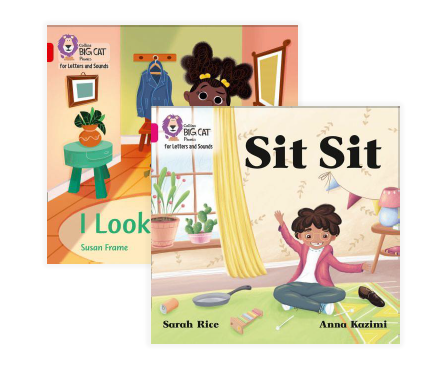 Collins
BIG CAT
Phonics
for Letters and Sounds
I Look
Susan Frame
Collins
BIG CAT
Phonics
for Letters and Sounds
Sit Sit
Sarah Rice
Anna Kazimi